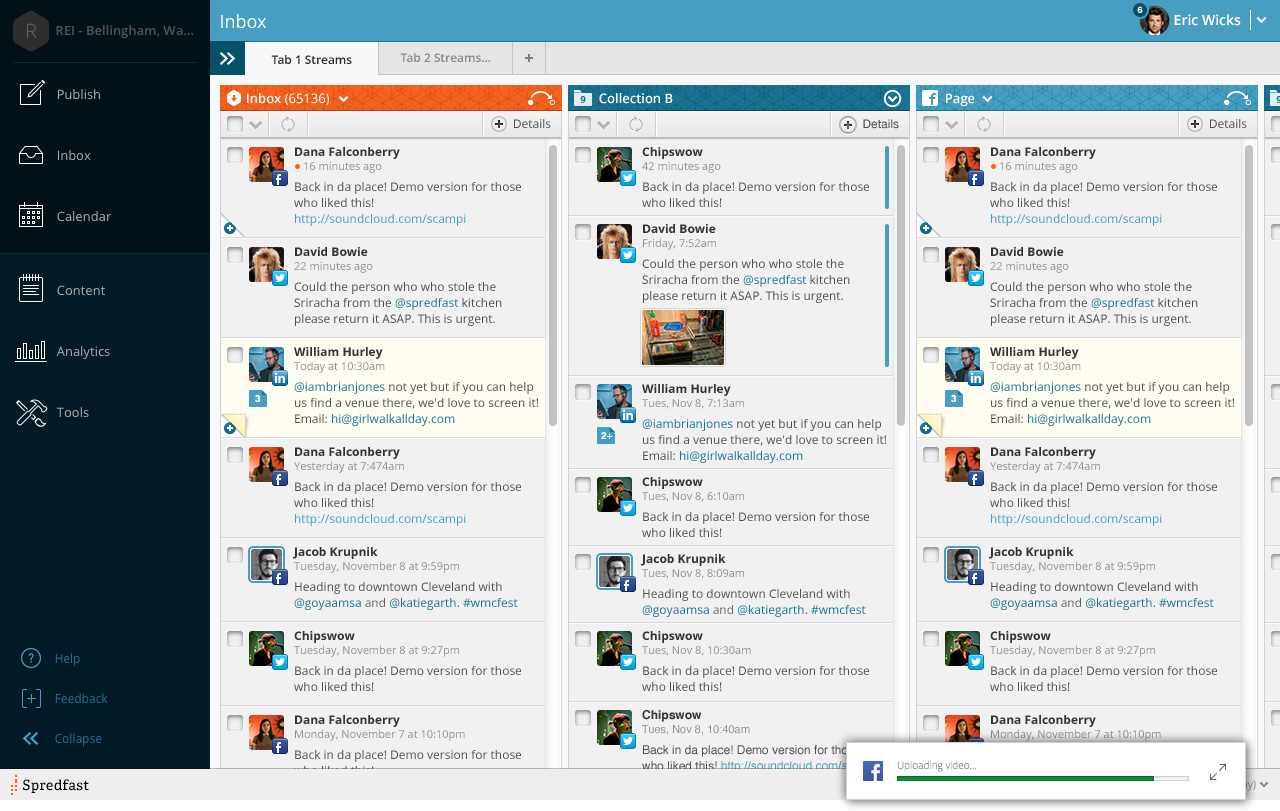 R REI - Bellingham, Wa...
Publish
Inbox
Calendar
Content
Analytics
Tools
Help
Feedback
Collapse
Spredfast
Inbox
6 Eric Wicks
Tab 1 Streams
Tab 2 Streams...
+
Inbox (65136)
Details
Dana Falconberry
16 minutes ago
Back in da place! Demo version for those
who liked this!
http://soundcloud.com/scampi
David Bowie
22 minutes ago
Could the person who who stole the
Sriracha from the @spredfast kitchen
please return it ASAP. This is urgent.
William Hurley
Today at 10:30am
@iambrianjones not yet but if you can help
us find a venue there, we'd love to screen it!
Email: hi@girlwalkallday.com
3
Dana Falconberry
Yesterday at 7:474am
Back in da place! Demo version for those
who liked this!
http://soundcloud.com/scampi
Jacob Krupnik
Tuesday, November 8 at 9:59pm
Heading to downtown Cleveland with
@goyaamsa and @katiegarth. #wmcfest
Chipswow
Tuesday, November 8 at 9:27pm
Back in da place! Demo version for those
who liked this!
Dana Falconberry
Monday, November 7 at 10:10pm
Back in da place! Demo version for those
who liked this!
9 Collection B
Details
Chipswow
42 minutes ago
Back in da place! Demo version for those
who liked this!
David Bowie
Friday, 7:52am
Could the person who who stole the
Sriracha from the @spredfast kitchen
please return it ASAP. This is urgent.
William Hurley
Tues, Nov 8, 7:13am
@iambrianjones not yet but if you can help
us find a venue there, we'd love to screen it!
Email: hi@girlwalkallday.com
2+
Chipswow
Tues, Nov 8, 6:10am
Back in da place! Demo version for those
who liked this!
Jacob Krupnik
Tues, Nov 8, 8:09am
Heading to downtown Cleveland with
@goyaamsa and @katiegarth. #wmcfest
Chipswow
Tues, Nov 8, 10:30am
Back in da place! Demo version for those
who liked this!
Chipswow
Tues, Nov 8, 10:40am
Back in da place! Demo version for
who liked this! http://soundcloud.com/
Page
Details
Dana Falconberry
16 minutes ago
Back in da place! Demo version for those
who liked this!
http://soundcloud.com/scampi
David Bowie
22 minutes ago
Could the person who who stole the
Sriracha from the @spredfast kitchen
please return it ASAP. This is urgent.
William Hurley
Today at 10:30am
@iambrianjones not yet but if you can help
us find a venue there, we'd love to screen it!
Email: hi@girlwalkallday.com
3
Dana Falconberry
Yesterday at 7:474am
Back in da place! Demo version for those
who liked this!
http://soundcloud.com/scampi
Jacob Krupnik
Tuesday, November 8 at 9:59pm
Heading to downtown Cleveland with
@goyaamsa and @katiegarth. #wmcfest
Chipswow
Tuesday, November 8 at 9:27pm
Back in da place! Demo version for those
who liked this!
Dana Falconberry
Monday, November 7 at 10:10pm
Uploading video...